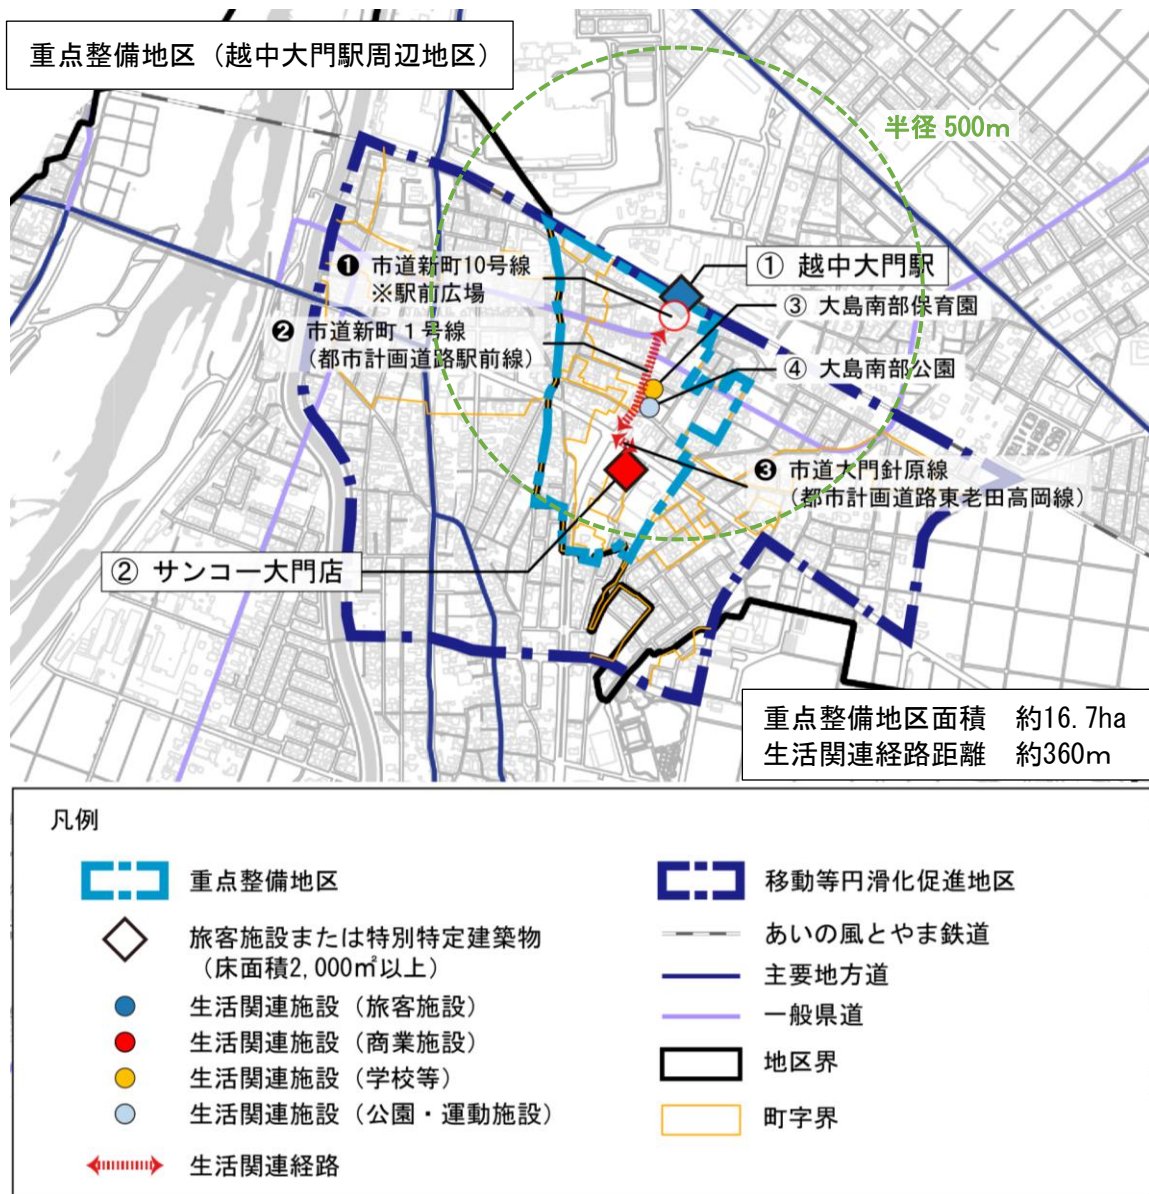 重点整備地区（越中大門駅周辺地区）
半径 500ｍ
❶ 市道新町10号線
※駅前広場
① 越中大門駅
③ 大島南部保育園
❷ 市道新町１号線
（都市計画道路駅前線）
④ 大島南部公園
❸ 市道大門針原線
（都市計画道路東老田高岡線）
② サンコー大門店
重点整備地区面積　約16.7ha
生活関連経路距離　約360ｍ
凡例
重点整備地区
旅客施設または特別特定建築物
（床面積2,000㎡以上）
生活関連施設（旅客施設）
生活関連施設（商業施設）
生活関連施設（学校等）
生活関連施設（公園・運動施設）
生活関連経路
移動等円滑化促進地区
あいの風とやま鉄道
主要地方道
一般県道
地区界
町字界